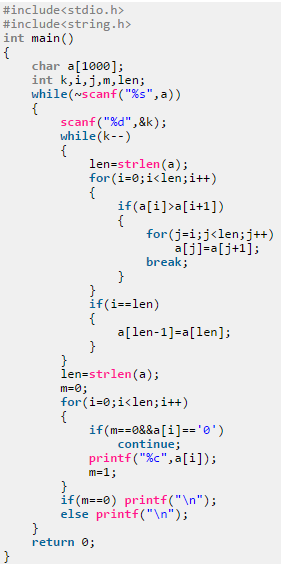 #include<stdio.h>
#include<string.h>
int main()
{
    char a[1000];
    int k,i,j,m,len;
    while(~scanf("%s",a))
    {
        scanf("%d",&k);
        while(k--)
        {
            len=strlen(a);
            for(i=0;i<len;i++)
            {
                if(a[i]>a[i+1])
                {
                    for(j=i;j<len;j++)
                        a[j]=a[j+1];
                    break;
                }
            }
            if(i==len)
            {
                a[len-1]=a[len];
            }
        }
        len=strlen(a);
        m=0;
        for(i=0;i<len;i++)
        {
            if(m==0&&a[i]=='0')
                continue;
            printf("%c",a[i]);
            m=1;
        }
        if(m==0) printf("\n");
        else printf("\n");
    }
    return 0;
}